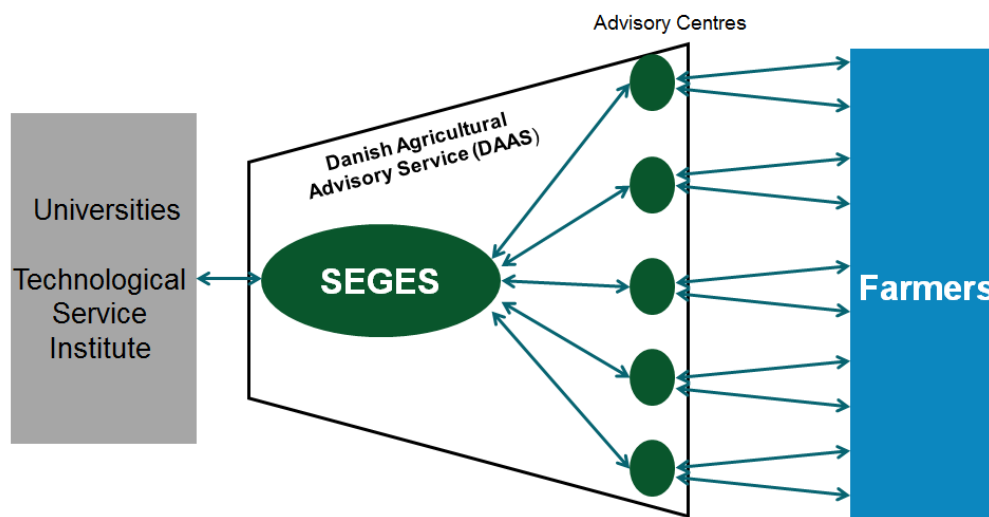 Advisory Centres
Danish Agricultural
Advisory Service (DAAS)
Universities
Technological
Service
Institute
SEGES
Farmers